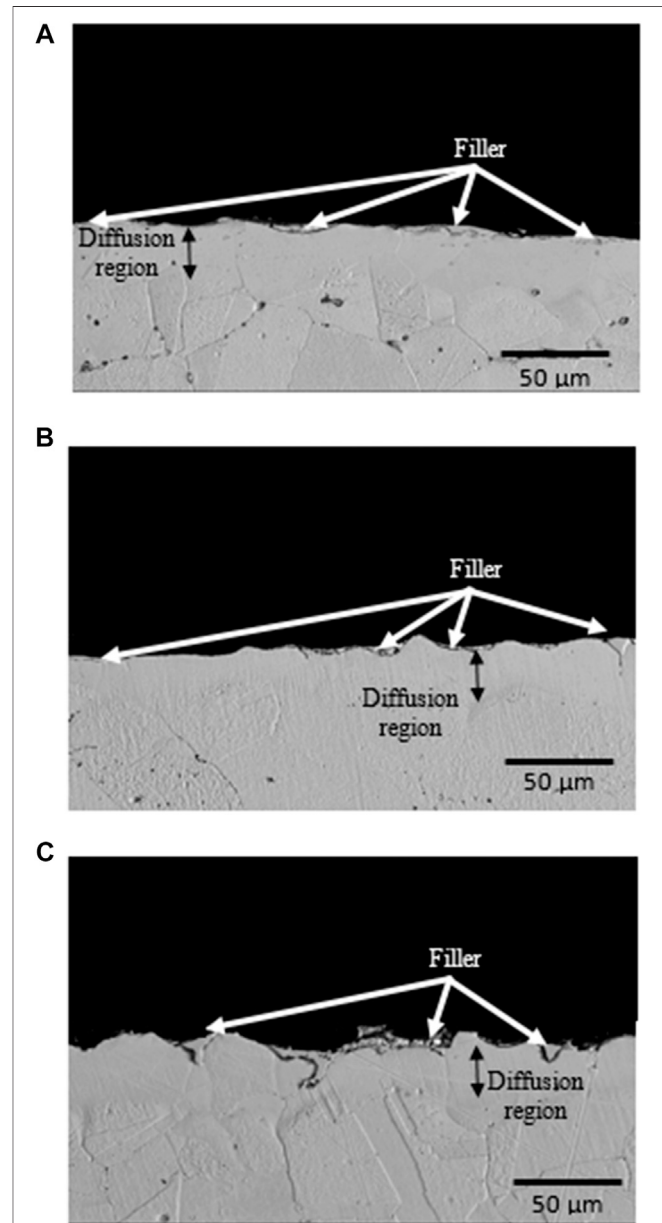 A
Filler
Diffusion
region
50 µm
B
Filler
Diffusion
region
50 µm
C
Filler
Diffusion
region
50 µm